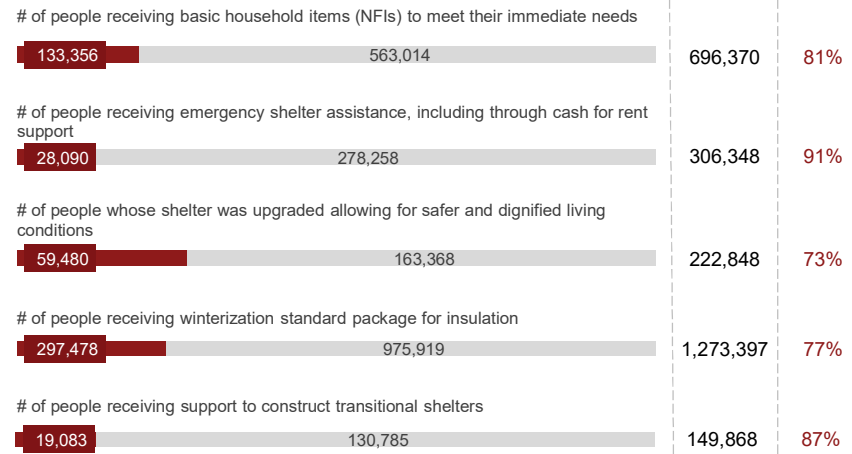 # of people receiving basic household items (NFIs) to meet their immediate needs
133,356 563,014 696,370 81%
# of people receiving emergency shelter assistance, including through cash for rent
support
28,090 278,258 306,348 91%
# of people whose shelter was upgraded allowing for safer and dignified living
conditions
59,480 163,368 222,848 73%
# of people receiving winterization standard package for insulation
297,478 975,919 1,273,397 77%
# of people receiving support to construct transitional shelters
19,083 130,785 149,868 87%